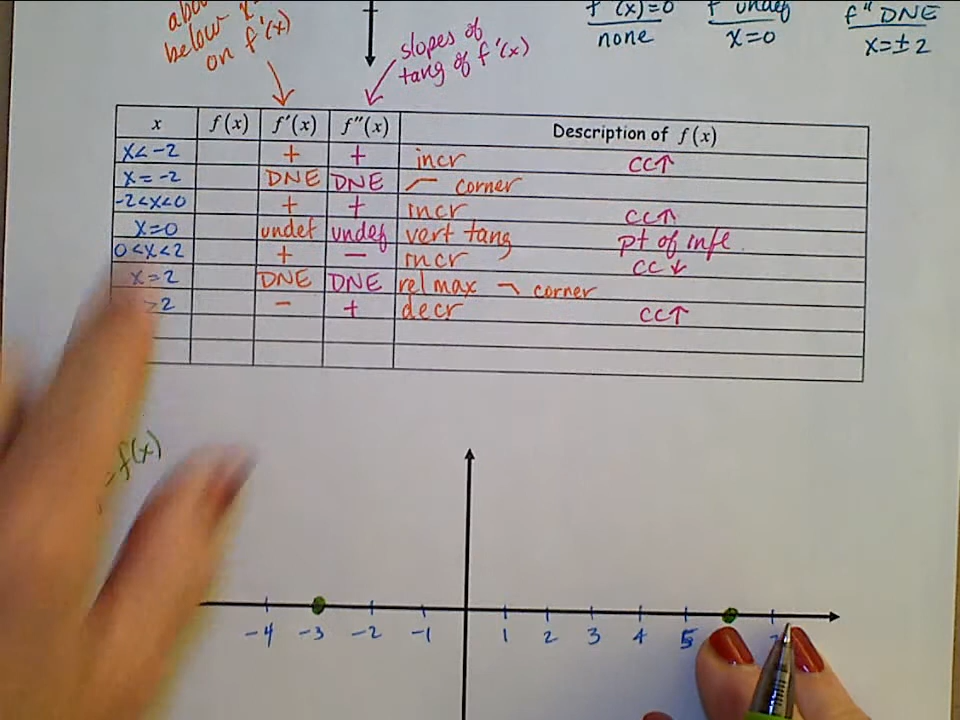 below
on f'(x)
slopes of
tang of f'(x)
f'(x)=0
none
f' undef
x=0
f" DNE
x=±2
x f(x) f'(x) f"(x) Description of f(x)
x<-2 + + incr CC↑
x=-2 DNE DNE corner
-2<x<0 + + incr CC↑
x=0 undef undef vert tang pt of infl
0<x<2 + - incr CC↓
x=2 DNE DNE rel max ¬ corner
>2 - + decr CC↑
=f(x)
-4 -3 -2 -1 1 2 3 4 5